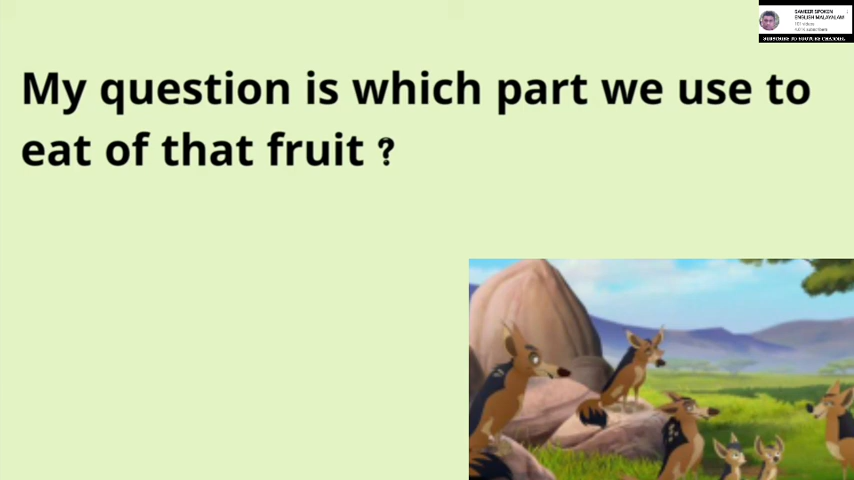 SAMEER SPOKEN
ENGLISH MALAYALAM
My question is which part we use to
eat of that fruit ?